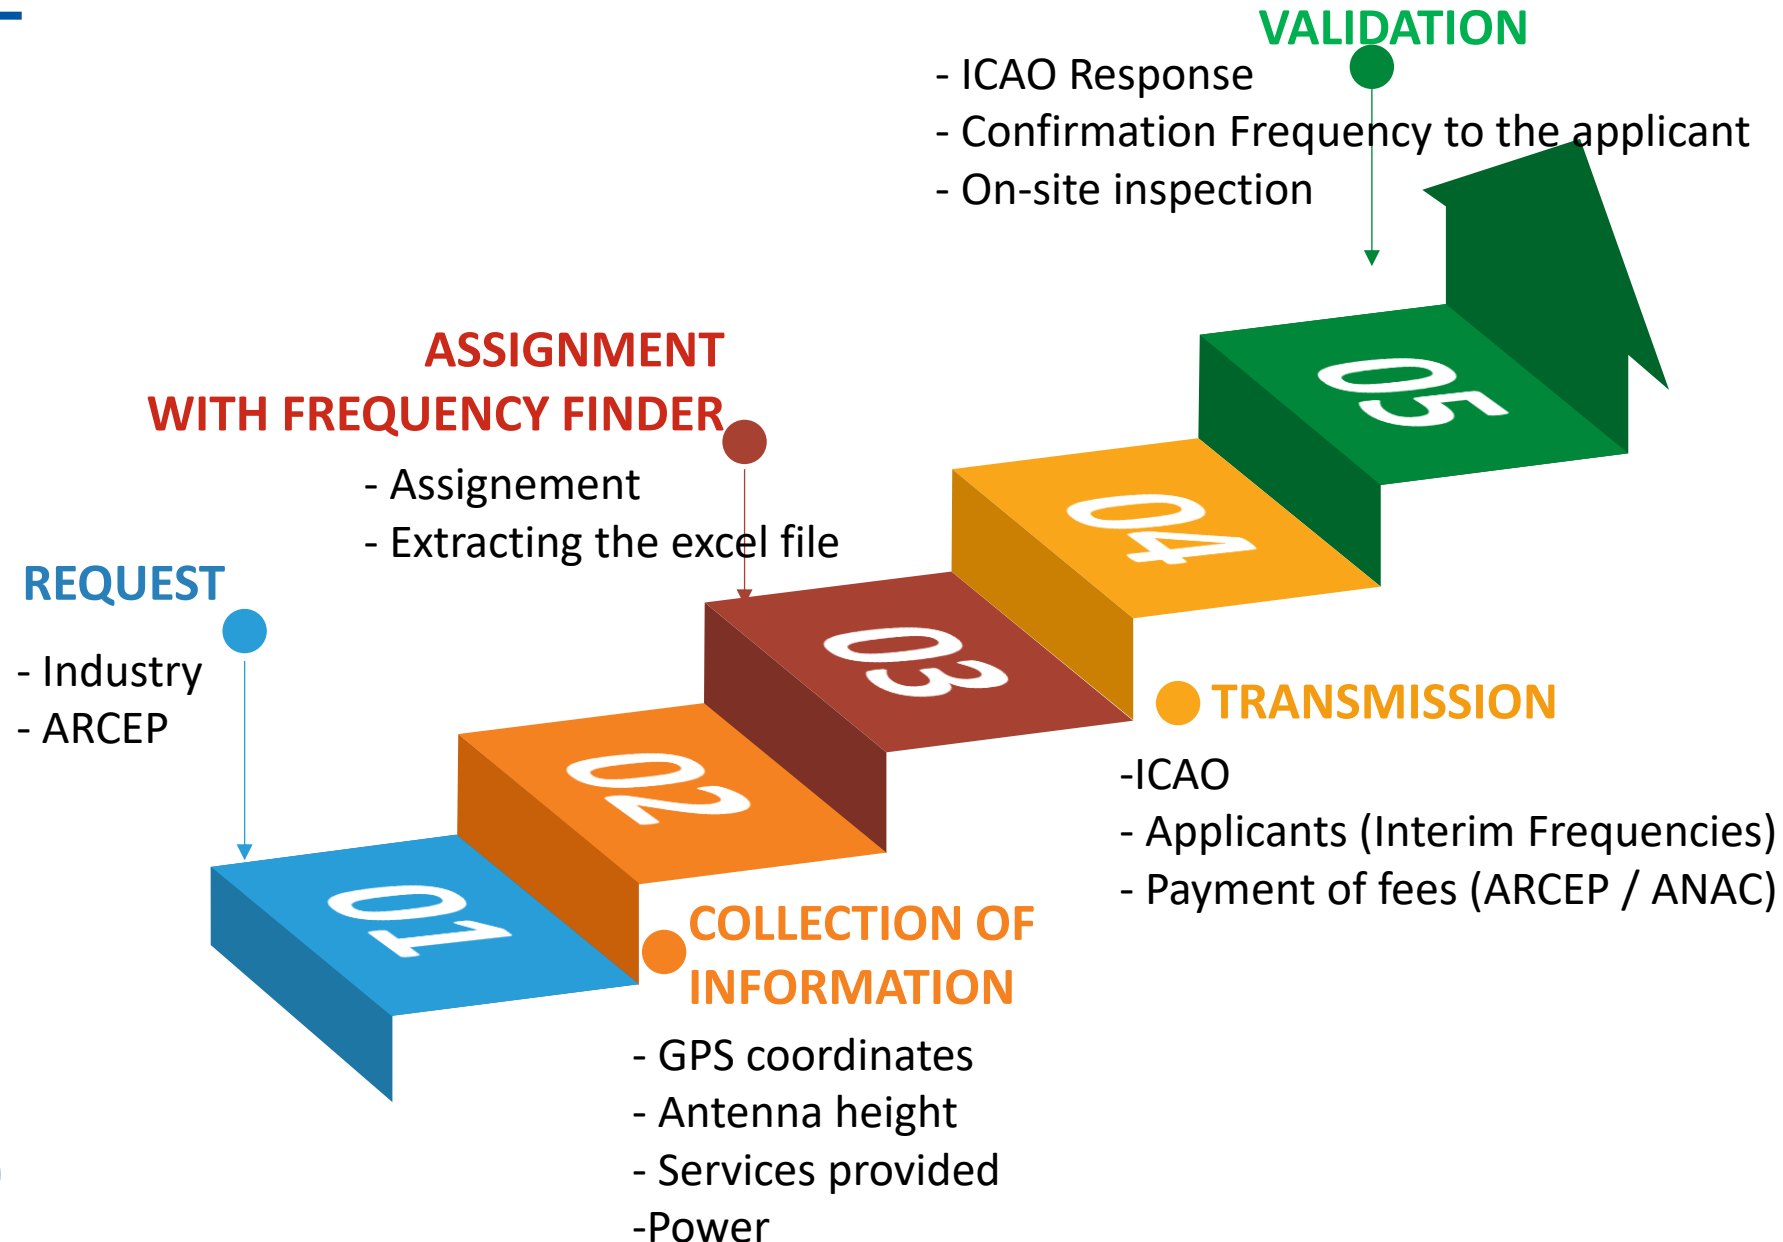 VALIDATION
- ICAO Response
- Confirmation Frequency to the applicant
- On-site inspection
ASSIGNMENT
WITH FREQUENCY FINDER
- Assignement
- Extracting the excel file
REQUEST
- Industry
- ARCEP
05
04
03
02
01
TRANSMISSION
-ICAO
- Applicants (Interim Frequencies)
- Payment of fees (ARCEP / ANAC)
COLLECTION OF
INFORMATION
- GPS coordinates
- Antenna height
- Services provided
-Power